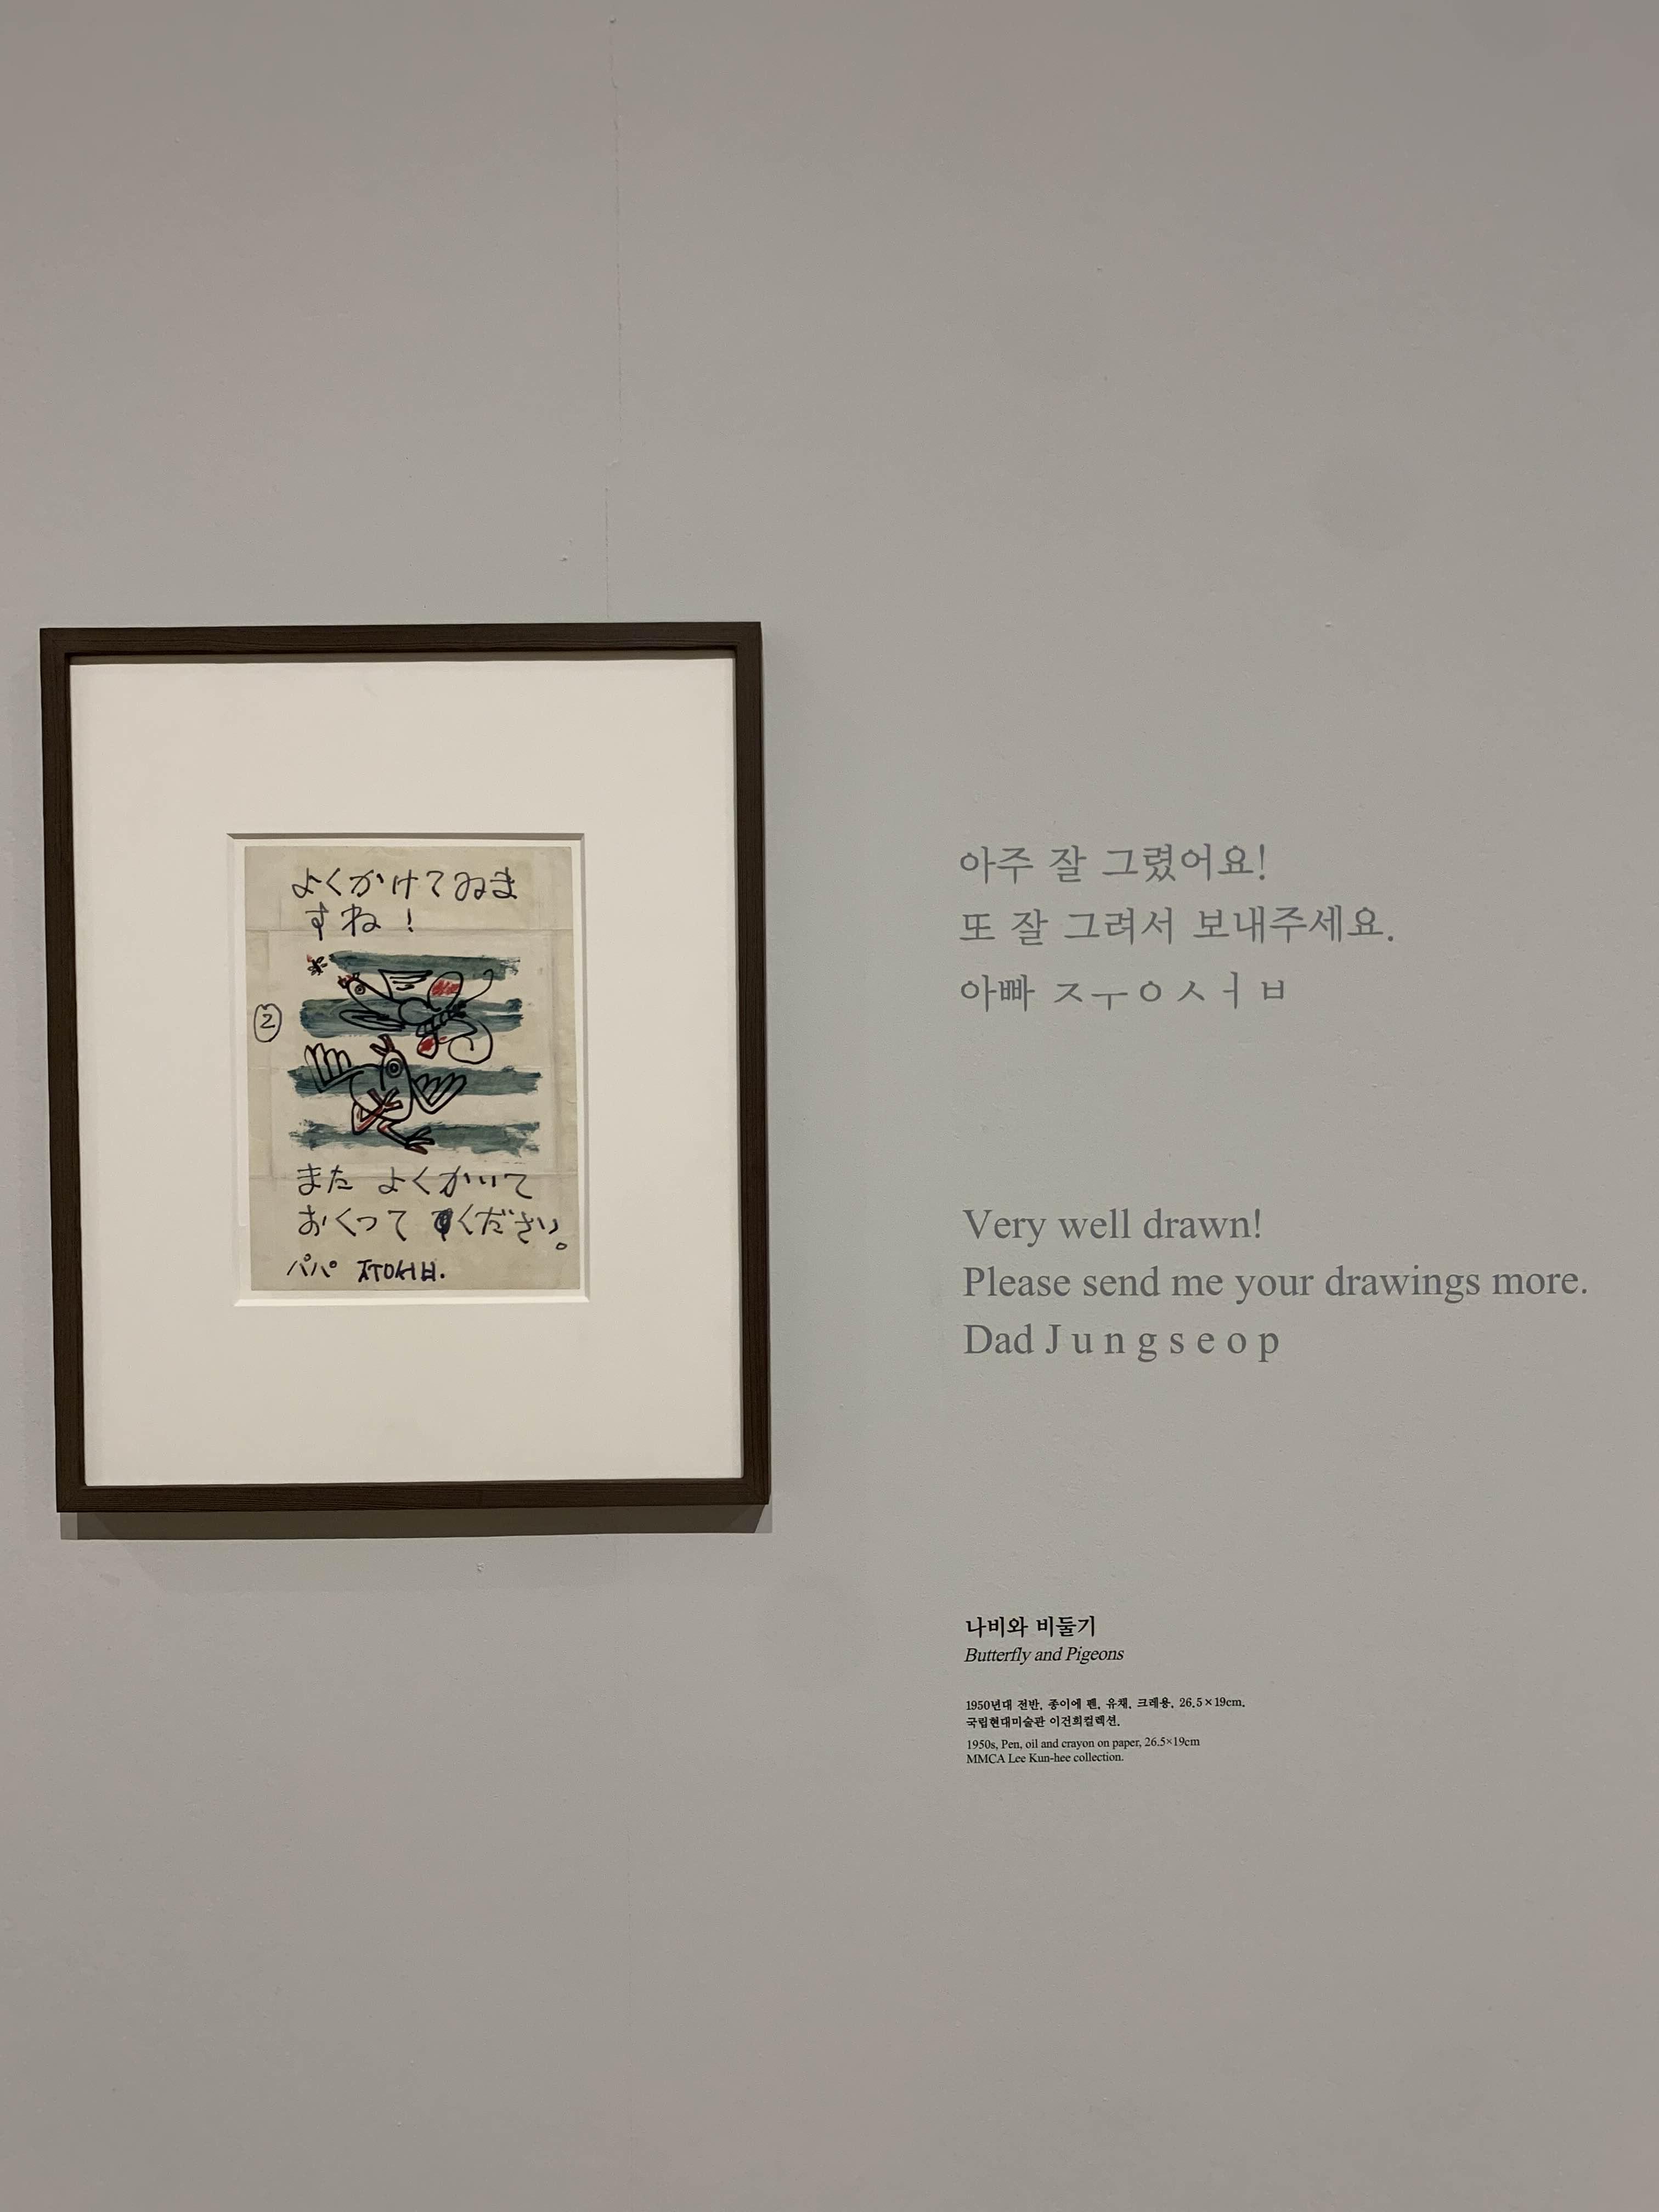 よくかけてゐま
すね!
②
また よくかいて
おくって ください。
パパ ㅈㅜㅇㅅㅓㅂ.
아주 잘 그렸어요!
또 잘 그려서 보내주세요.
아빠 ㅈㅜㅇㅅㅓㅂ
Very well drawn!
Please send me your drawings more.
Dad J u n g s e o p
나비와 비둘기
Butterfly and Pigeons
1950년대 전반, 종이에 펜, 유채, 크레용, 26.5×19cm,
국립현대미술관 이건희컬렉션.
1950s, Pen, oil and crayon on paper, 26.5×19cm
MMCA Lee Kun-hee collection.